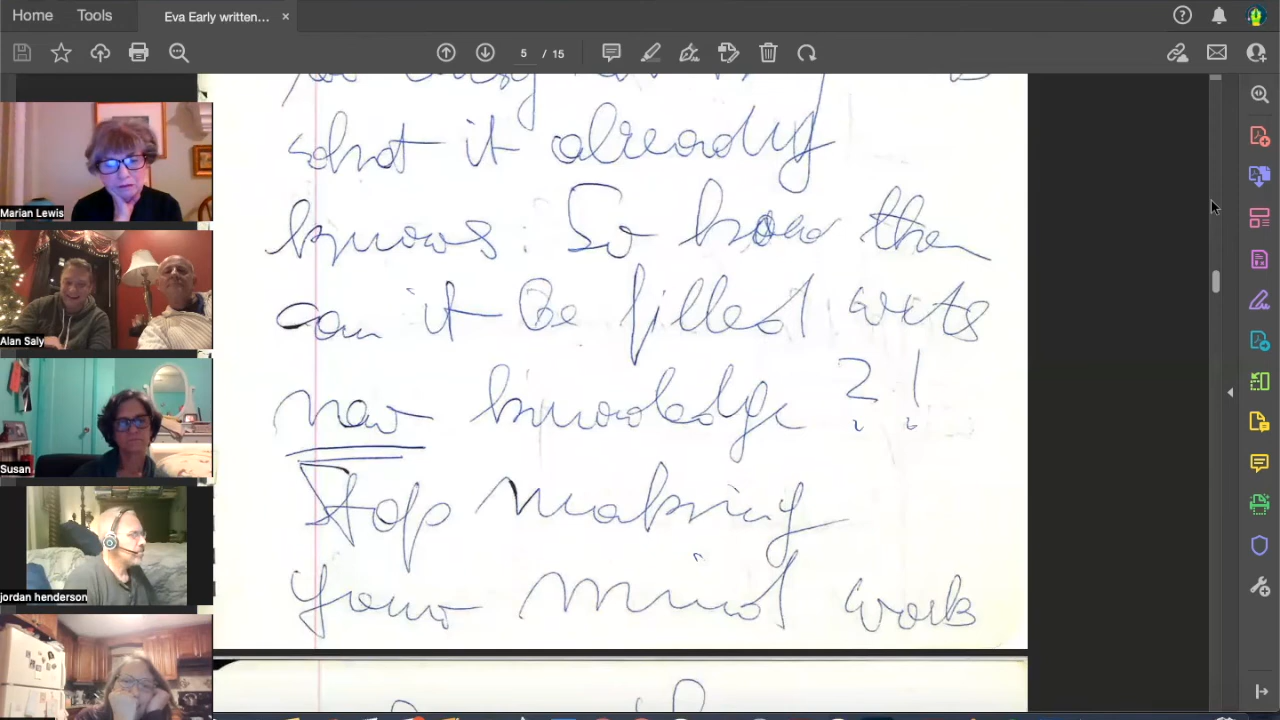 Home
Tools
Eva Early written...
5 / 15
what it already
knows. So how then
can it Be filled with
new knowledge ?!
Stop making
your mind work
Marian Lewis
Alan Saly
Susan
jordan henderson